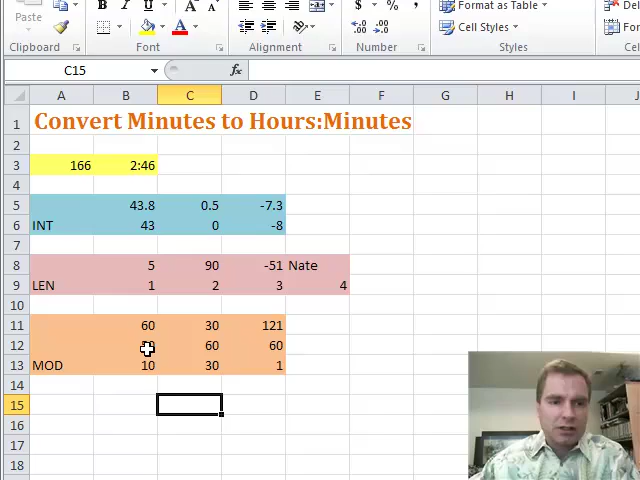 Format as Table
Cell Styles
Clipboard Font Alignment Number Styles
C15 fx
A B C D E F G H I J
1 Convert Minutes to Hours:Minutes
2
3 166 2:46
4
5 43.8 0.5 -7.3
6 INT 43 0 -8
7
8 5 90 -51 Nate
9 LEN 1 2 3 4
10
11 60 30 121
12 60 60
13 MOD 10 30 1
14
15
16
17
18